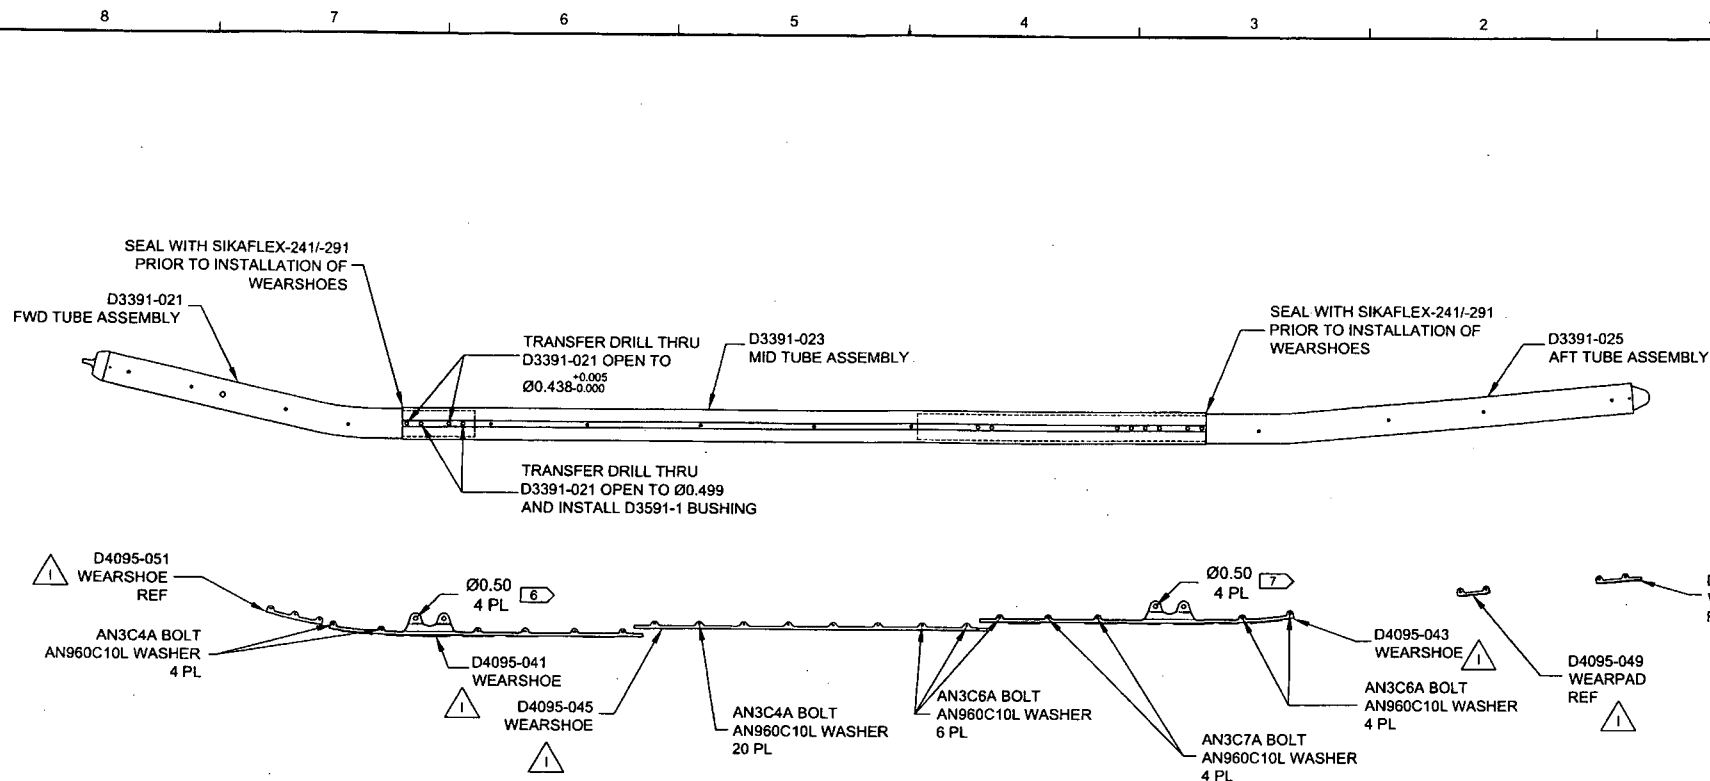 8 7 6 5 4 3 2
SEAL WITH SIKAFLEX-241/-291
PRIOR TO INSTALLATION OF
WEARSHOES
D3391-021
FWD TUBE ASSEMBLY
TRANSFER DRILL THRU
D3391-021 OPEN TO
Ø0.438 +0.005 -0.000
D3391-023
MID TUBE ASSEMBLY
SEAL WITH SIKAFLEX-241/-291
PRIOR TO INSTALLATION OF
WEARSHOES
D3391-025
AFT TUBE ASSEMBLY
TRANSFER DRILL THRU
D3391-021 OPEN TO Ø0.499
AND INSTALL D3591-1 BUSHING
1
D4095-051
WEARSHOE
REF
Ø0.50
4 PL
6
Ø0.50
4 PL
7
AN3C4A BOLT
AN960C10L WASHER
4 PL
D4095-041
WEARSHOE
1
D4095-045
WEARSHOE
1
AN3C4A BOLT
AN960C10L WASHER
20 PL
AN3C6A BOLT
AN960C10L WASHER
6 PL
AN3C7A BOLT
AN960C10L WASHER
4 PL
D4095-043
WEARSHOE
1
AN3C6A BOLT
AN960C10L WASHER
4 PL
D4095-049
WEARPAD
REF
1